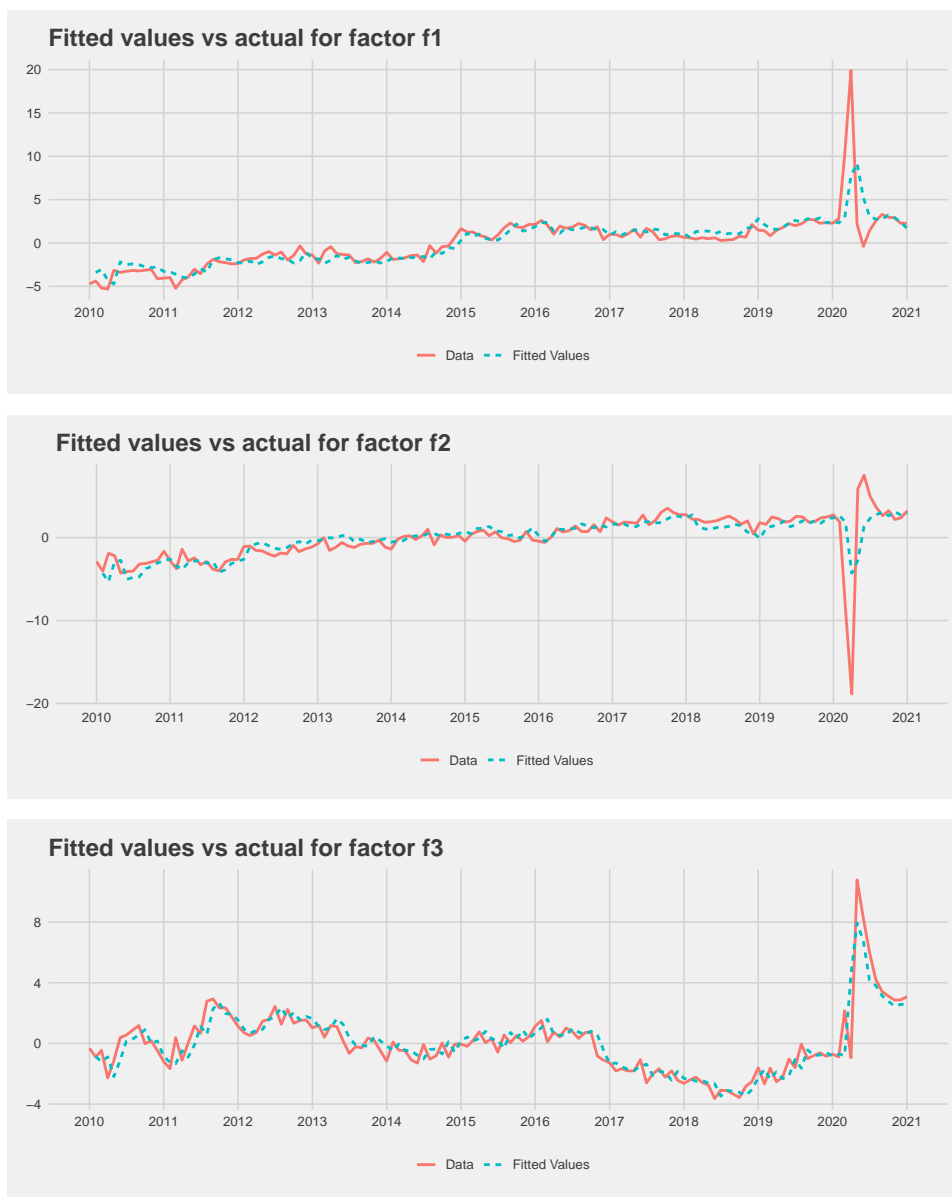 Fitted values vs actual for factor f1
20
15
10
5
0
−5
2010 2011 2012 2013 2014 2015 2016 2017 2018 2019 2020 2021
Data Fitted Values
Fitted values vs actual for factor f2
0
−10
−20
2010 2011 2012 2013 2014 2015 2016 2017 2018 2019 2020 2021
Data Fitted Values
Fitted values vs actual for factor f3
8
4
0
−4
2010 2011 2012 2013 2014 2015 2016 2017 2018 2019 2020 2021
Data Fitted Values